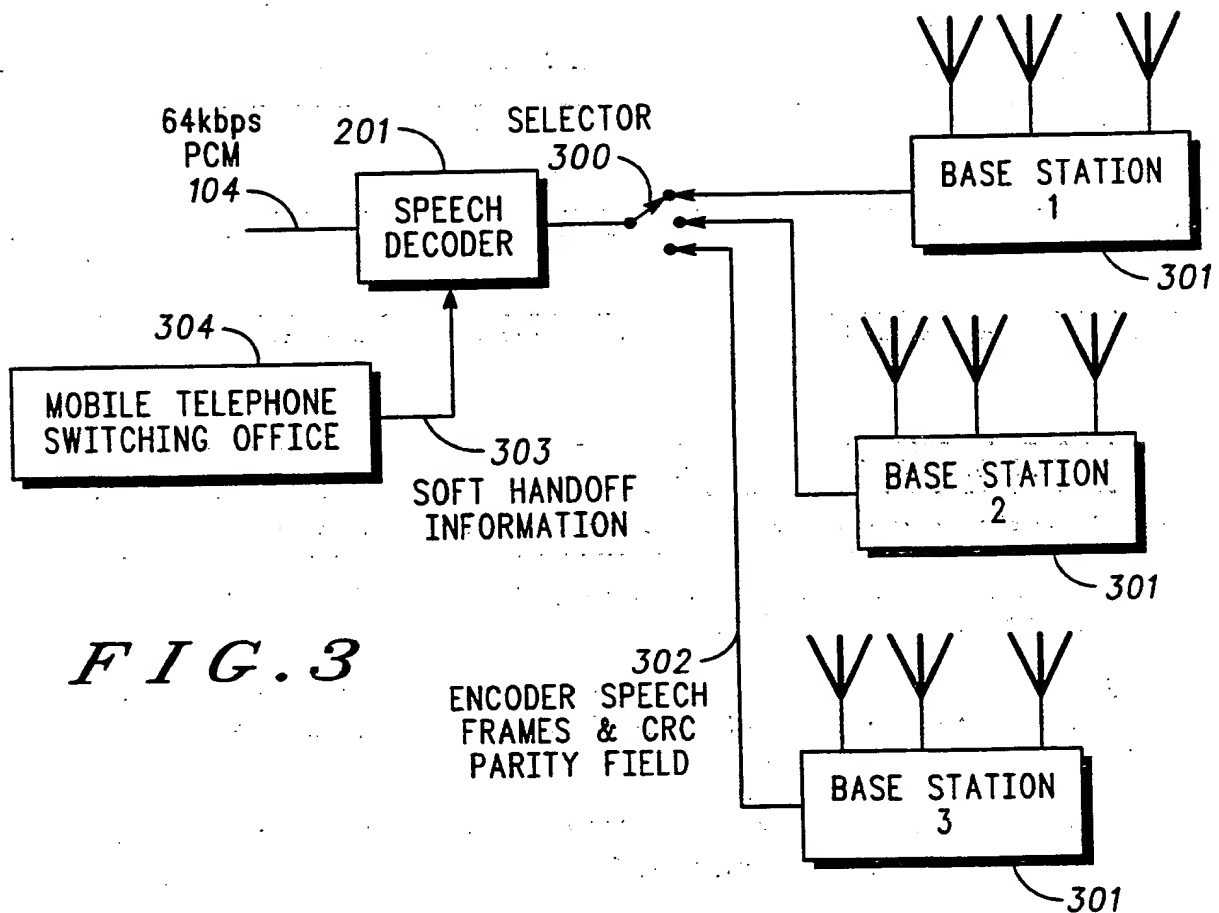 64kbps
PCM
104
201
SPEECH
DECODER
SELECTOR
300
BASE STATION
1
301
304
MOBILE TELEPHONE
SWITCHING OFFICE
303
SOFT HANDOFF
INFORMATION
BASE STATION
2
301
302
ENCODER SPEECH
FRAMES & CRC
PARITY FIELD
BASE STATION
3
301
FIG.3